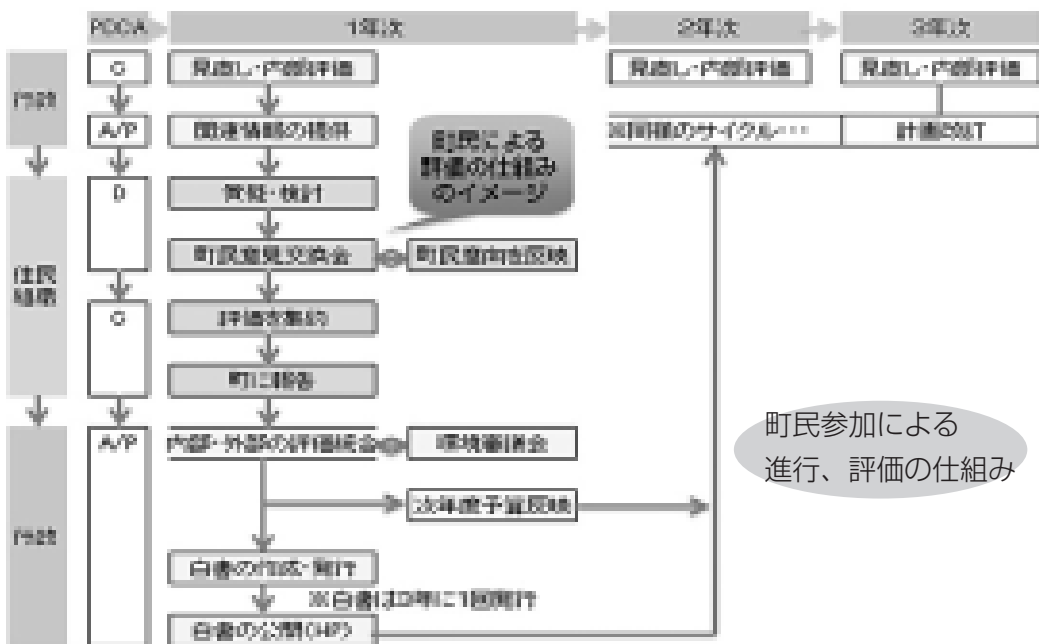 PDCA
1年次
2年次
3年次
行政
C
見直し・内部評価
見直し・内部評価
見直し・内部評価
A/P
関連情報の提供
町民による
評価の仕組み
のイメージ
※同様のサイクル…
計画改訂
住民
組織
D
質疑・検討
町民意見交換会
町民意向を反映
C
評価を集約
町に報告
行政
A/P
内部・外部の評価統合
環境審議会
町民参加による
進行、評価の仕組み
次年度予算反映
白書の作成・発行
※白書は3年に1回発行
白書の公開(HP)